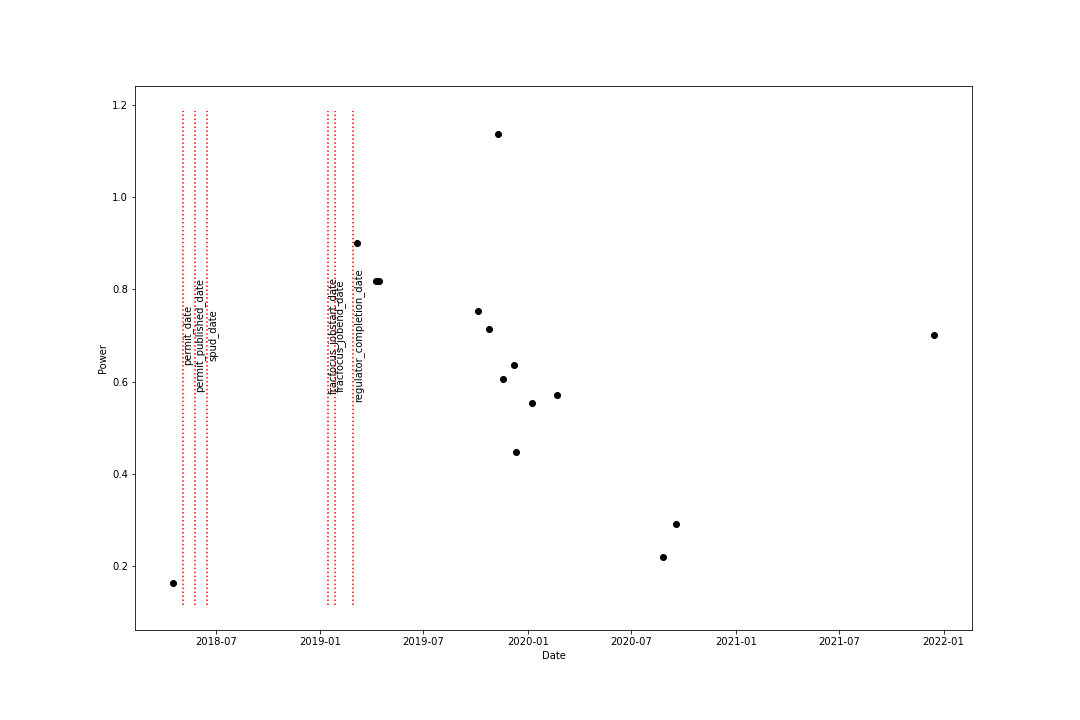 1.2
1.0
0.8
0.6
0.4
0.2
Power
permit_date
permit_published_date
spud_date
fracfocus_jobstart_date
fracfocus_jobend_date
regulator_completion_date
2018-07
2019-01
2019-07
2020-01
2020-07
2021-01
2021-07
2022-01
Date